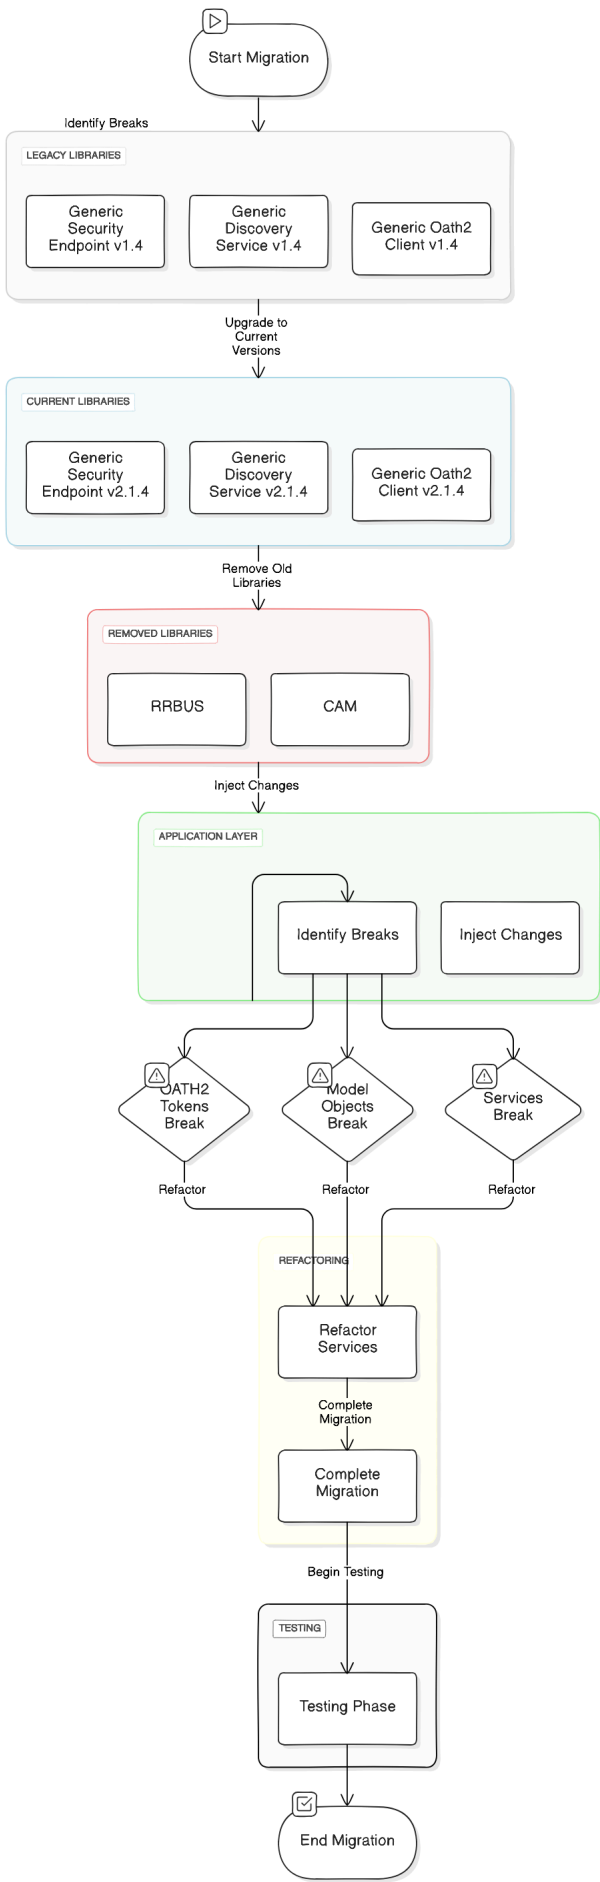 Start Migration
Identify Breaks
LEGACY LIBRARIES
Generic
Security
Endpoint v1.4
Generic
Discovery
Service v1.4
Generic Oath2
Client v1.4
Upgrade to
Current
Versions
CURRENT LIBRARIES
Generic
Security
Endpoint v2.1.4
Generic
Discovery
Service v2.1.4
Generic Oath2
Client v2.1.4
Remove Old
Libraries
REMOVED LIBRARIES
RRBUS
CAM
Inject Changes
APPLICATION LAYER
Identify Breaks
Inject Changes
OATH2
Tokens
Break
Model
Objects
Break
Services
Break
Refactor
Refactor
Refactor
REFACTORING
Refactor
Services
Complete
Migration
Complete
Migration
Begin Testing
TESTING
Testing Phase
End Migration